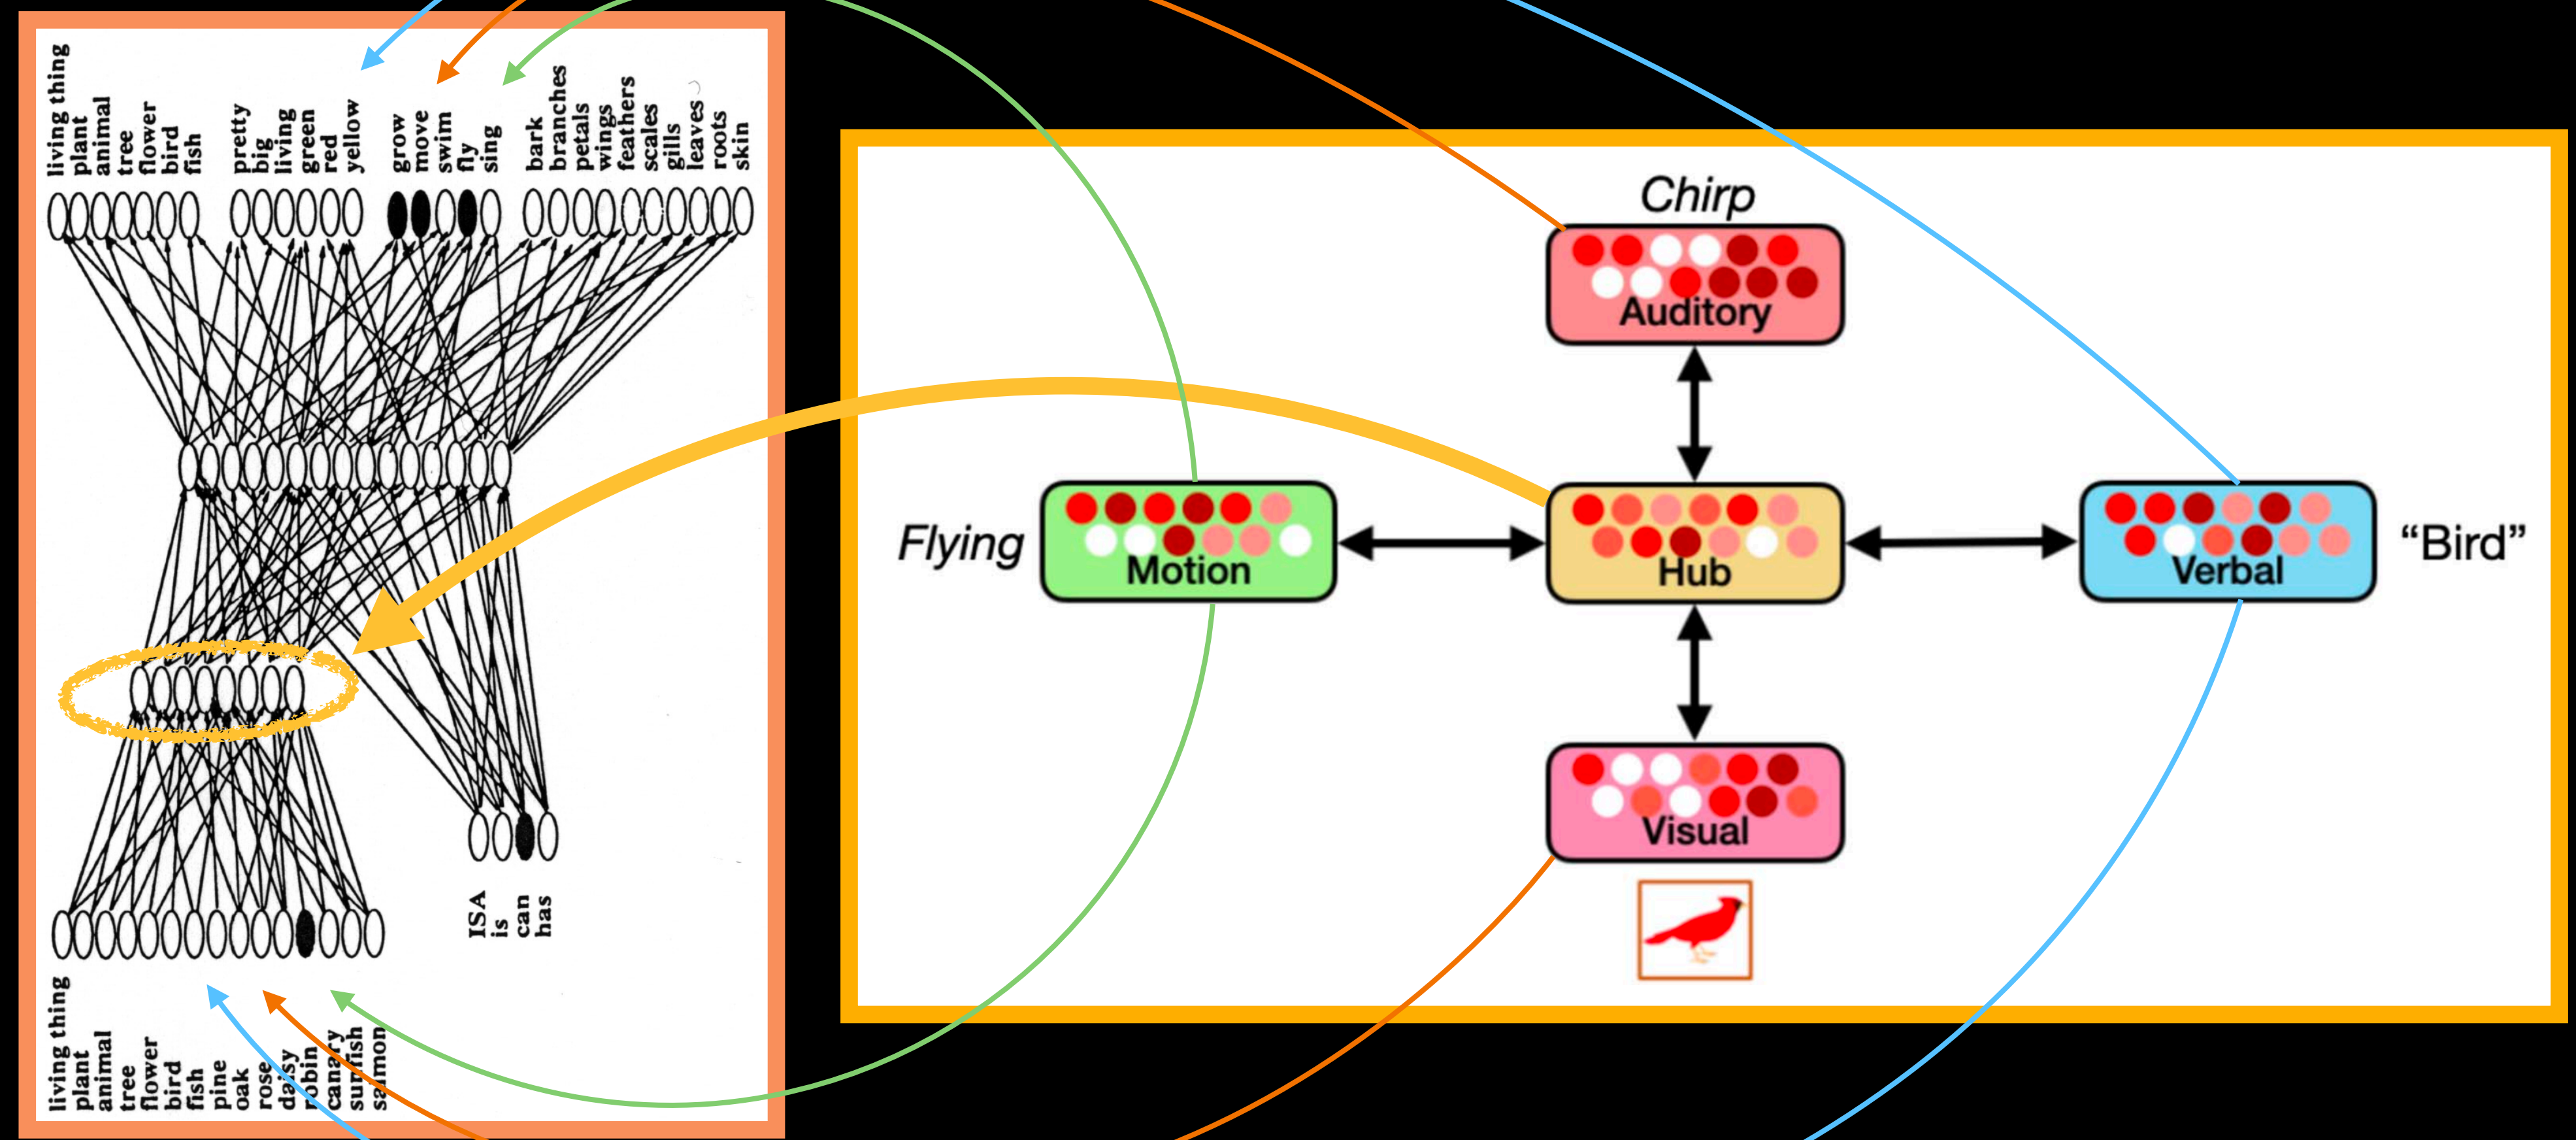 living thing
plant
animal
tree
flower
bird
fish
pretty
big
living
green
red
yellow
grow
move
swim
fly
sing
bark
branches
petals
wings
feathers
scales
gills
leaves
roots
skin
ISA
is
can
has
living thing
plant
animal
tree
flower
bird
fish
pine
oak
rose
daisy
robin
canary
sunfish
salmon
Chirp
Auditory
Flying
Motion
Hub
Verbal
“Bird”
Visual